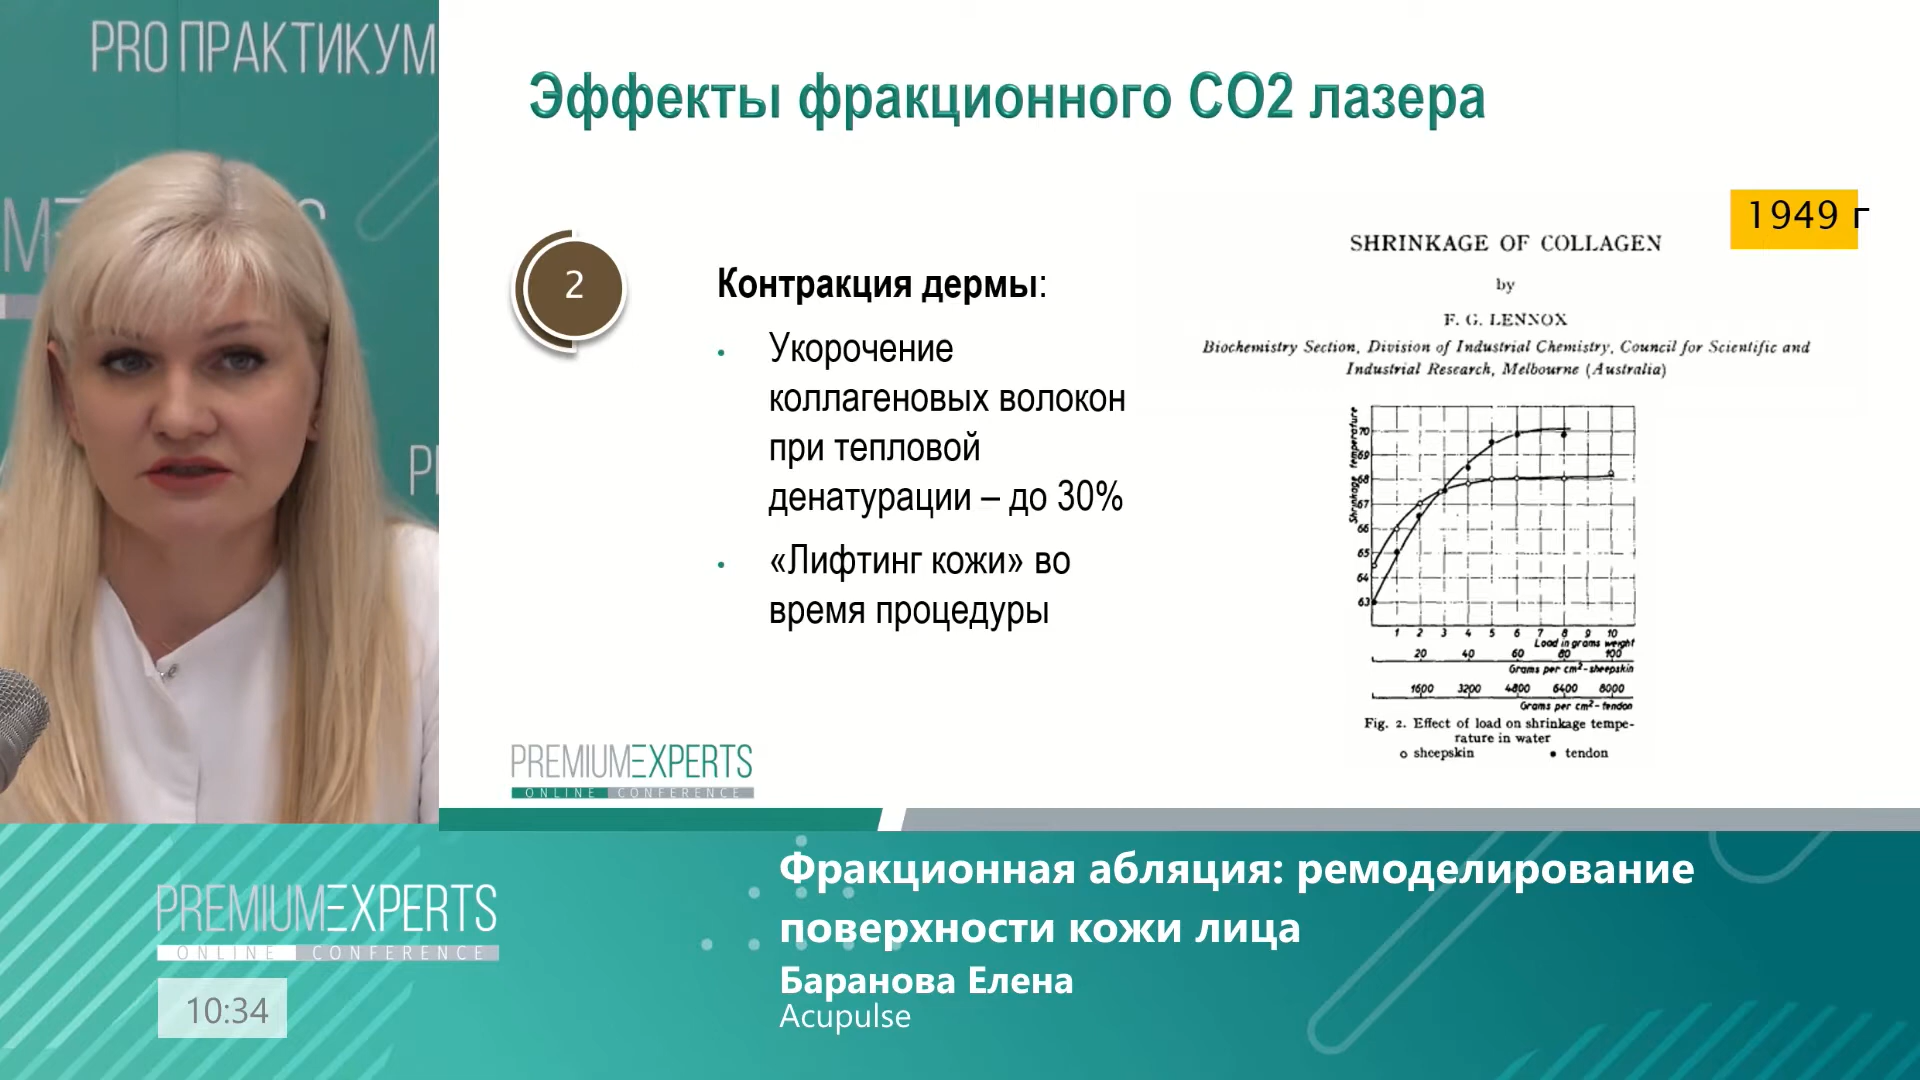 PRO ПРАКТИКУМ
Эффекты фракционного CO2 лазера
1949 г
SHRINKAGE OF COLLAGEN
by
F. G. LENNOX
Biochemistry Section, Division of Industrial Chemistry, Council for Scientific and
Industrial Research, Melbourne (Australia)
2
Контракция дермы:
• Укорочение
коллагеновых волокон
при тепловой
денатурации – до 30%
• «Лифтинг кожи» во
время процедуры
Shrinkage temperature
70
69
68
67
66
65
64
63
1 2 3 4 5 6 7 8 9 10
Load in grams weight
20 40 60 80 100
Grams per cm²-sheepskin
1600 3200 4800 6400 8000
Grams per cm²-tendon
Fig. 2. Effect of load on shrinkage tempe-
rature in water
o sheepskin • tendon
PREMIUMEXPERTS
ONLINE CONFERENCE
Фракционная абляция: ремоделирование
поверхности кожи лица
Баранова Елена
Acupulse
PREMIUMEXPERTS
ONLINE CONFERENCE
10:34